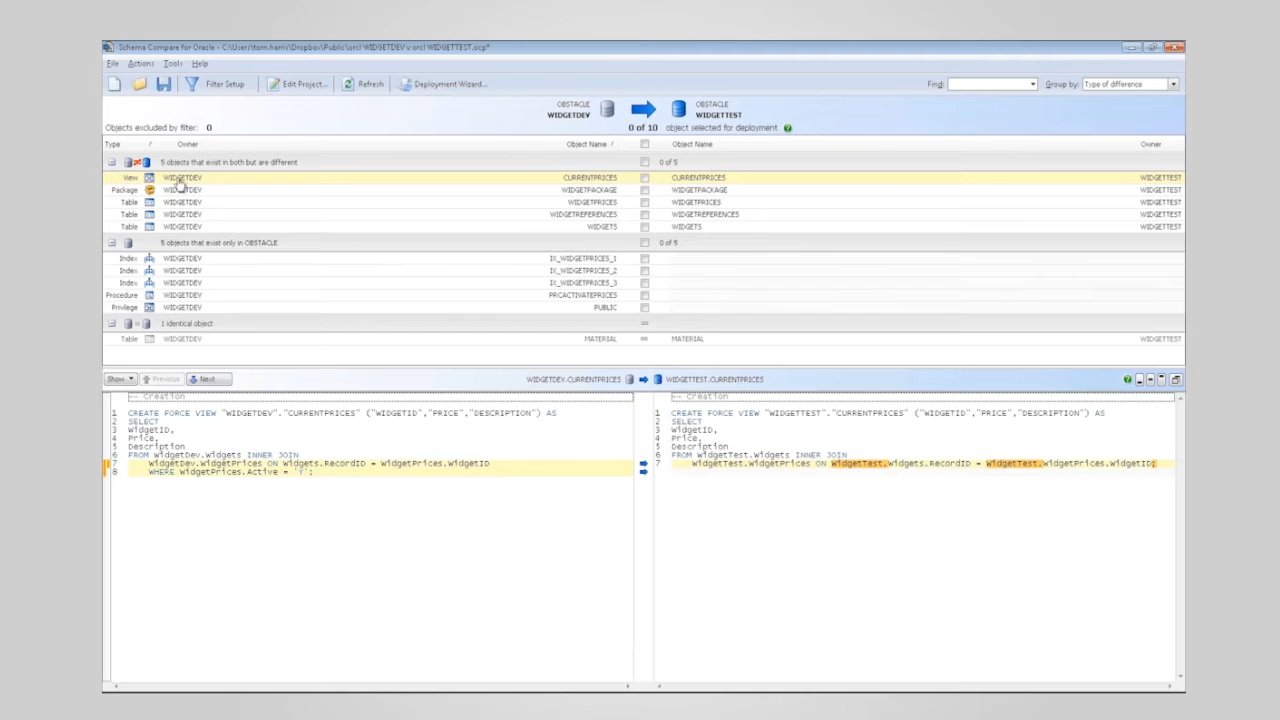 Schema Compare for Oracle - C:\Users\tom.harris\Dropbox\Public\orcl WIDGETDEV v orcl WIDGETTEST.ocp*
File Actions Tools Help
Filter Setup Edit Project... Refresh Deployment Wizard... Find: Group by: Type of difference
OBSTACLE OBSTACLE
WIDGETDEV WIDGETTEST
Objects excluded by filter: 0 0 of 10 object selected for deployment
Type Owner Object Name Object Name Owner
5 objects that exist in both but are different 0 of 5
View WIDGETDEV CURRENTPRICES CURRENTPRICES WIDGETTEST
Package WIDGETDEV WIDGETPACKAGE WIDGETPACKAGE WIDGETTEST
Table WIDGETDEV WIDGETPRICES WIDGETPRICES WIDGETTEST
Table WIDGETDEV WIDGETREFERENCES WIDGETREFERENCES WIDGETTEST
Table WIDGETDEV WIDGETS WIDGETS WIDGETTEST
5 objects that exist only in OBSTACLE 0 of 5
Index WIDGETDEV IX_WIDGETPRICES_1
Index WIDGETDEV IX_WIDGETPRICES_2
Index WIDGETDEV IX_WIDGETPRICES_3
Procedure WIDGETDEV PRCACTIVATEPRICES
Privilege WIDGETDEV PUBLIC
1 identical object
Table WIDGETDEV MATERIAL MATERIAL WIDGETTEST
Show Previous Next WIDGETDEV.CURRENTPRICES WIDGETTEST.CURRENTPRICES
-- Creation -- Creation
1 CREATE FORCE VIEW "WIDGETDEV"."CURRENTPRICES" ("WIDGETID","PRICE","DESCRIPTION") AS 1 CREATE FORCE VIEW "WIDGETTEST"."CURRENTPRICES" ("WIDGETID","PRICE","DESCRIPTION") AS
2 SELECT 2 SELECT
3 WidgetID, 3 WidgetID,
4 Price, 4 Price,
5 Description 5 Description
6 FROM WidgetDev.Widgets INNER JOIN 6 FROM WidgetTest.Widgets INNER JOIN
7 WidgetDev.WidgetPrices ON Widgets.RecordID = WidgetPrices.WidgetID 7 WidgetTest.WidgetPrices ON WidgetTest.Widgets.RecordID = WidgetTest.WidgetPrices.WidgetID;
8 WHERE WidgetPrices.Active = 'Y';